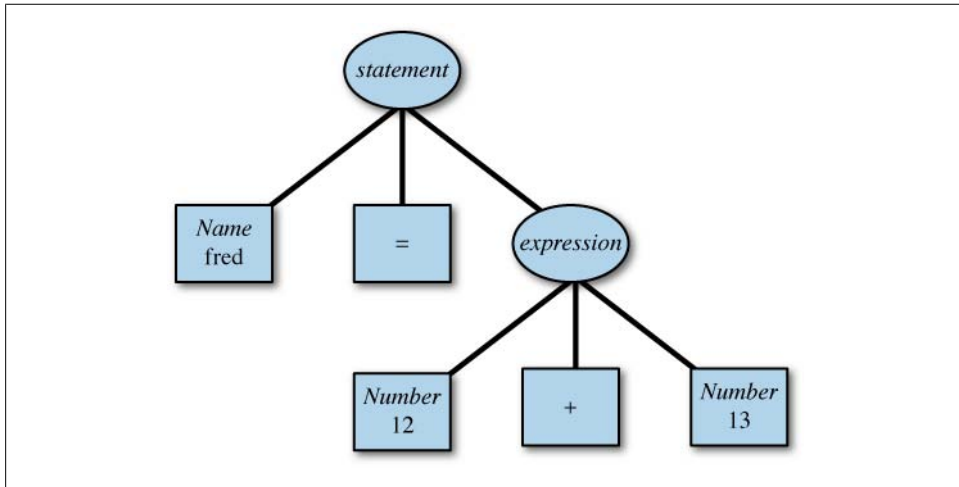 statement
Name
fred
=
expression
Number
12
+
Number
13